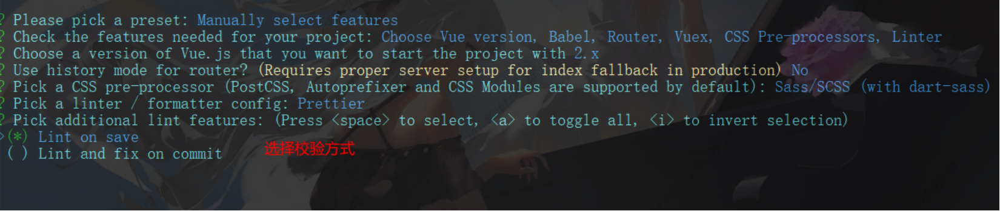 ? Please pick a preset: Manually select features
? Check the features needed for your project: Choose Vue version, Babel, Router, Vuex, CSS Pre-processors, Linter
? Choose a version of Vue.js that you want to start the project with 2.x
? Use history mode for router? (Requires proper server setup for index fallback in production) No
? Pick a CSS pre-processor (PostCSS, Autoprefixer and CSS Modules are supported by default): Sass/SCSS (with dart-sass)
? Pick a linter / formatter config: Prettier
? Pick additional lint features: (Press <space> to select, <a> to toggle all, <i> to invert selection)
>(*) Lint on save
( ) Lint and fix on commit
选择校验方式